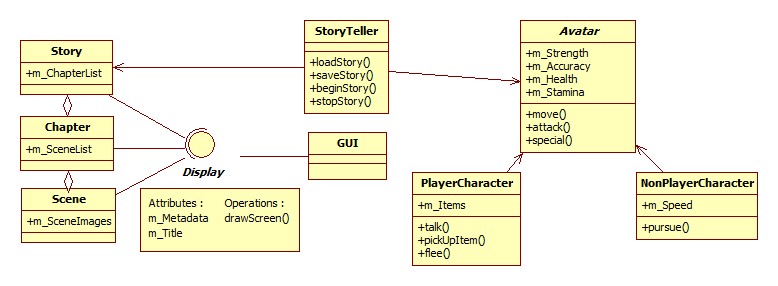 Story
+m_ChapterList
Chapter
+m_SceneList
Scene
+m_SceneImages
Display
Attributes : Operations :
m_Metadata drawScreen()
m_Title
StoryTeller
+loadStory()
+saveStory()
+beginStory()
+stopStory()
GUI
Avatar
+m_Strength
+m_Accuracy
+m_Health
+m_Stamina
+move()
+attack()
+special()
PlayerCharacter
+m_Items
+talk()
+pickUpItem()
+flee()
NonPlayerCharacter
+m_Speed
+pursue()